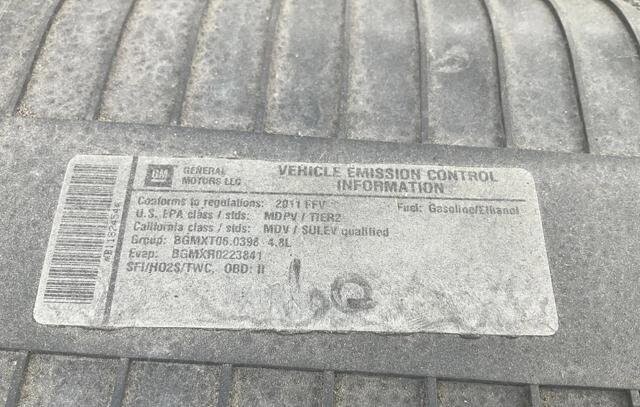 GM
GENERAL MOTORS LLC
VEHICLE EMISSION CONTROL
INFORMATION
Conforms to regulations: 2011 FFV Fuel: Gasoline/Ethanol
U.S. EPA class / stds: MDPV / TIER2
California class / stds: MDV / SULEV qualified
Group: BGMXT06.0398 4.8L
Evap: BGMXR0223841
SFI/HO2S/TWC, OBD: II